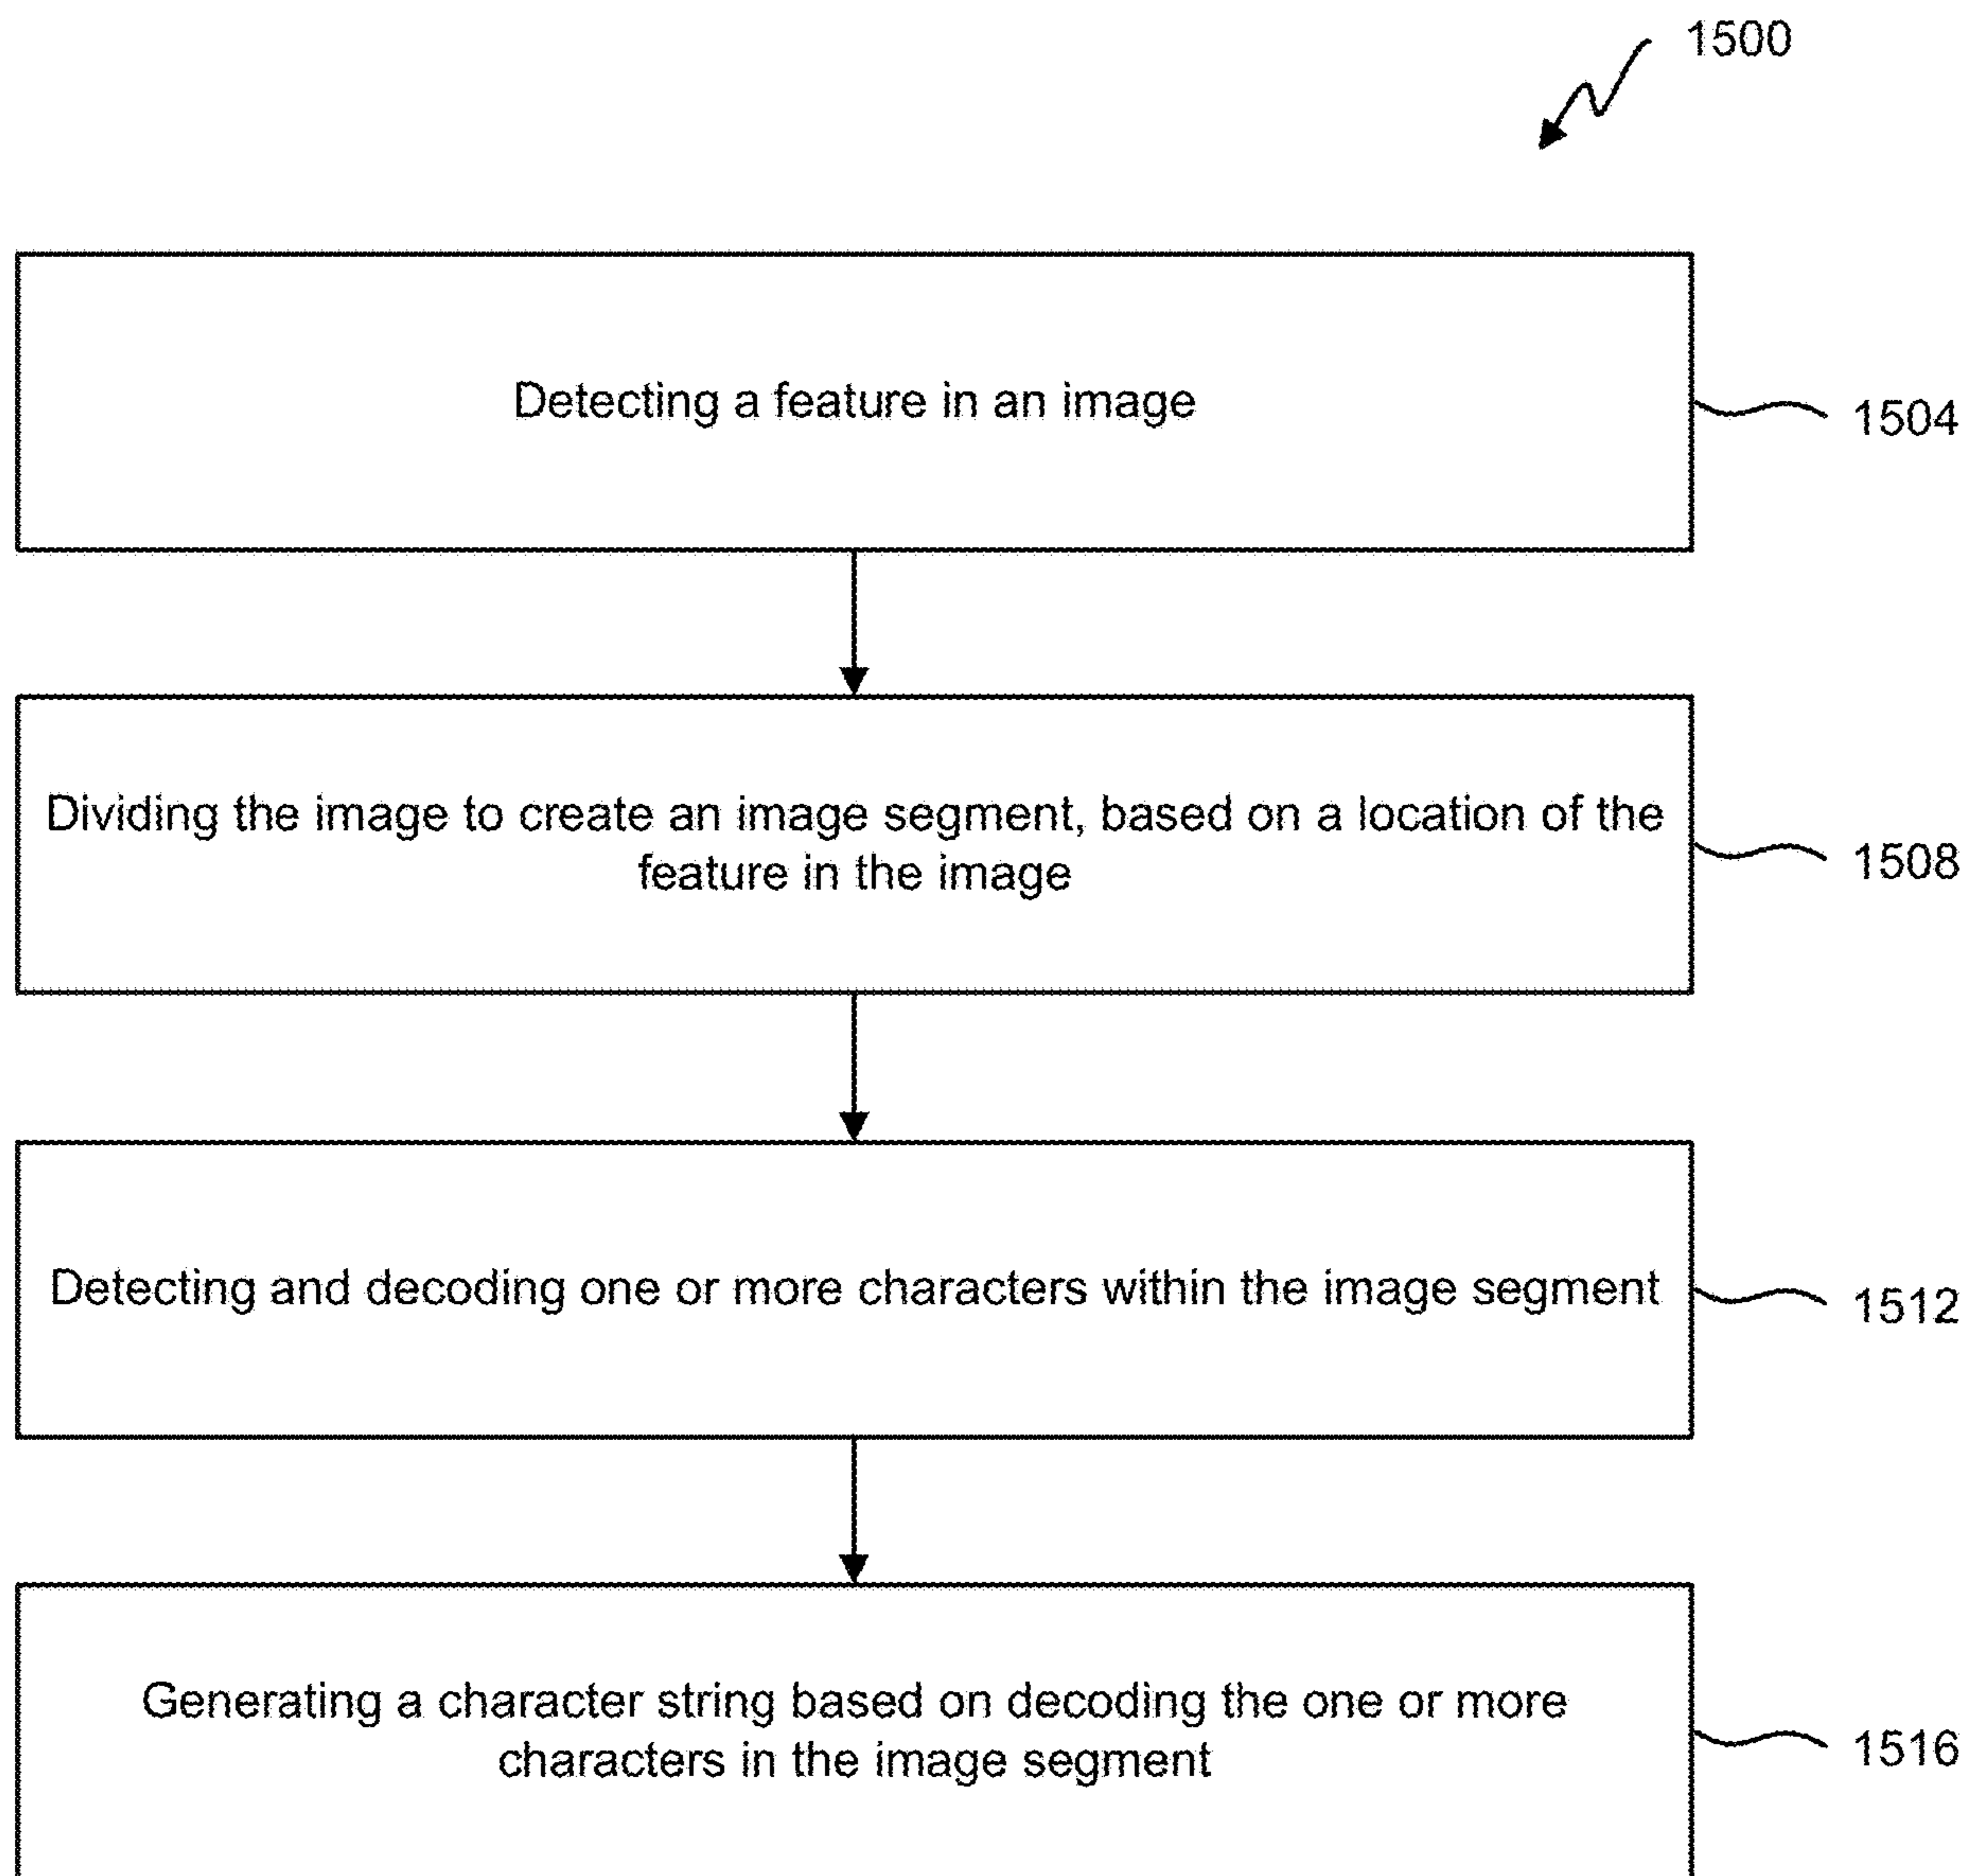 1500
Detecting a feature in an image
1504
Dividing the image to create an image segment, based on a location of the
feature in the image
1508
Detecting and decoding one or more characters within the image segment
1512
Generating a character string based on decoding the one or more
characters in the image segment
1516